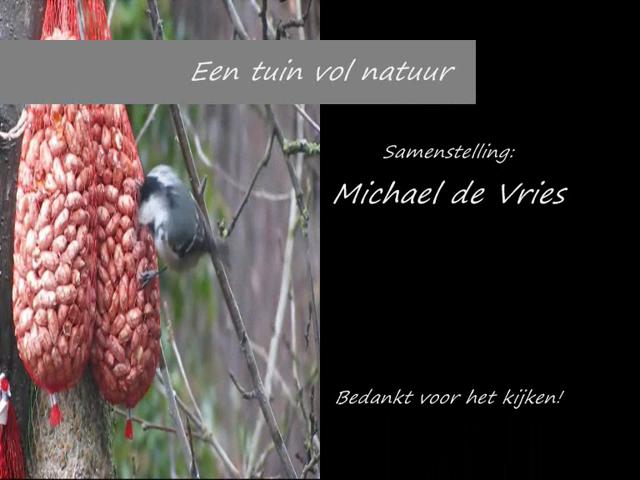 Een tuin vol natuur
Samenstelling:
Michael de Vries
Bedankt voor het kijken!